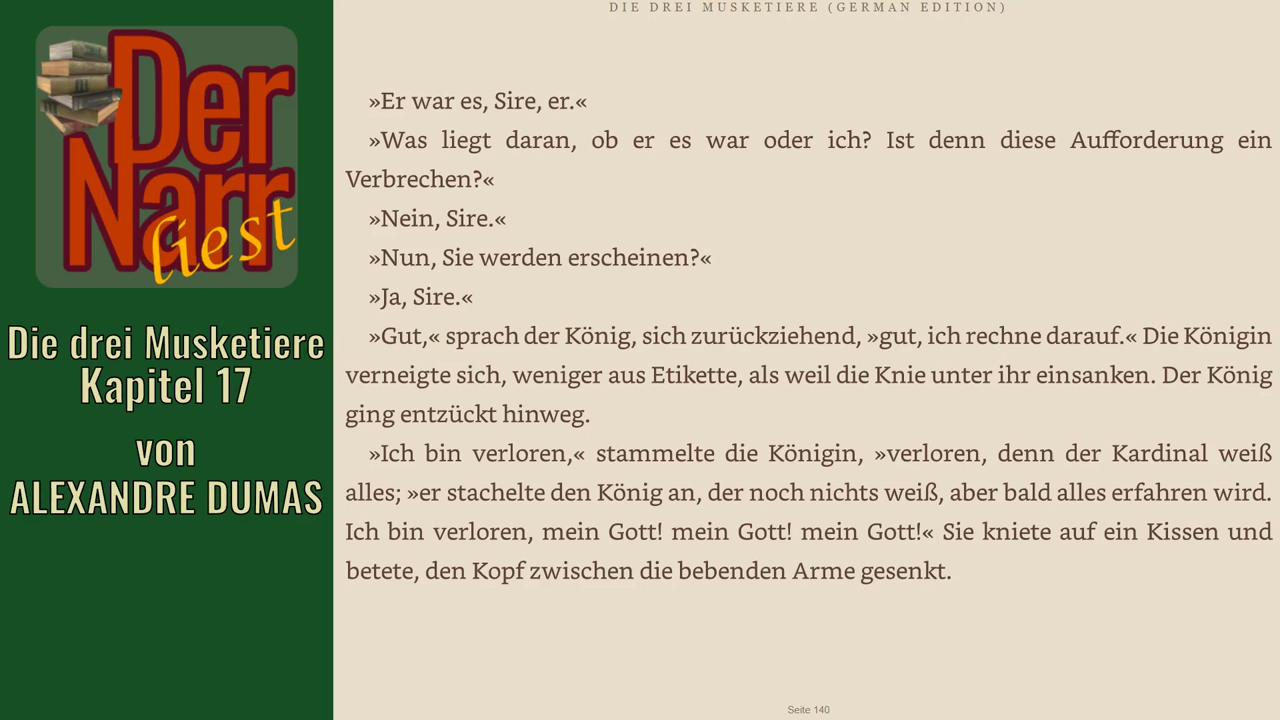 Der
Narr
liest
Die drei Musketiere
Kapitel 17
von
ALEXANDRE DUMAS
DIE DREI MUSKETIERE (GERMAN EDITION)
»Er war es, Sire, er.«
»Was liegt daran, ob er es war oder ich? Ist denn diese Aufforderung ein
Verbrechen?«
»Nein, Sire.«
»Nun, Sie werden erscheinen?«
»Ja, Sire.«
»Gut,« sprach der König, sich zurückziehend, »gut, ich rechne darauf.« Die Königin
verneigte sich, weniger aus Etikette, als weil die Knie unter ihr einsanken. Der König
ging entzückt hinweg.
»Ich bin verloren,« stammelte die Königin, »verloren, denn der Kardinal weiß
alles; »er stachelte den König an, der noch nichts weiß, aber bald alles erfahren wird.
Ich bin verloren, mein Gott! mein Gott! mein Gott!« Sie kniete auf ein Kissen und
betete, den Kopf zwischen die bebenden Arme gesenkt.
Seite 140